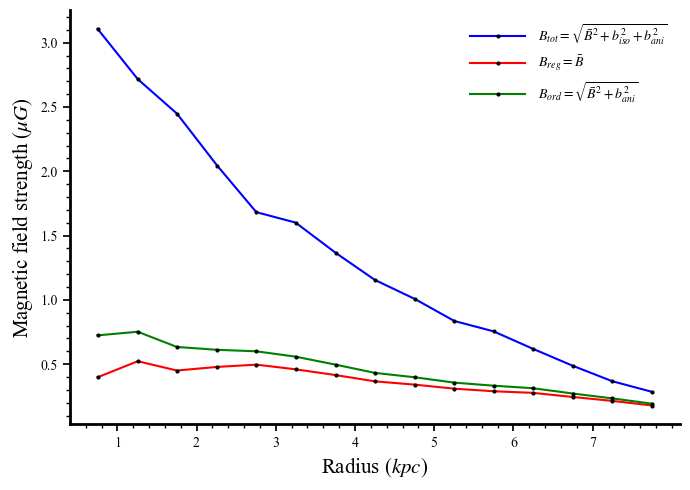 Magnetic field strength (μG)
3.0
2.5
2.0
1.5
1.0
0.5
1 2 3 4 5 6 7
Radius (kpc)
B_tot = √(B̄² + b_iso² + b_ani²)
B_reg = B̄
B_ord = √(B̄² + b_ani²)